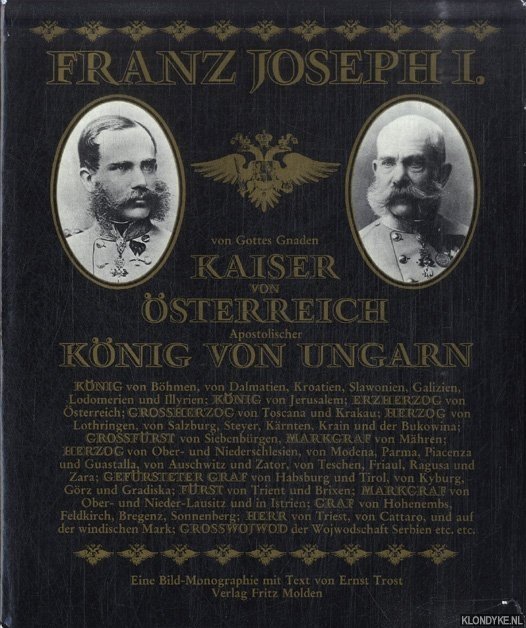 FRANZ JOSEPH I.
von Gottes Gnaden
KAISER
VON
ÖSTERREICH
Apostolischer
KÖNIG VON UNGARN
KÖNIG von Böhmen, von Dalmatien, Kroatien, Slawonien, Galizien,
Lodomerien und Illyrien; KÖNIG von Jerusalem; ERZHERZOG von
Österreich; GROSSHERZOG von Toscana und Krakau; HERZOG von
Lothringen, von Salzburg, Steyer, Kärnten, Krain und der Bukowina;
GROSSFÜRST von Siebenbürgen, MARKGRAF von Mähren;
HERZOG von Ober- und Niederschlesien, von Modena, Parma, Piacenza
und Guastalla, von Auschwitz und Zator, von Teschen, Friaul, Ragusa und
Zara; GEFÜRSTETER GRAF von Habsburg und Tirol, von Kyburg,
Görz und Gradiska; FÜRST von Trient und Brixen; MARKGRAF von
Ober- und Nieder-Lausitz und in Istrien; GRAF von Hohenembs,
Feldkirch, Bregenz, Sonnenberg; HERR von Triest, von Cattaro, und auf
der windischen Mark; GROSSWOJWOD der Wojwodschaft Serbien etc. etc.
Eine Bild-Monographie mit Text von Ernst Trost
Verlag Fritz Molden
KLONDYKE.NL